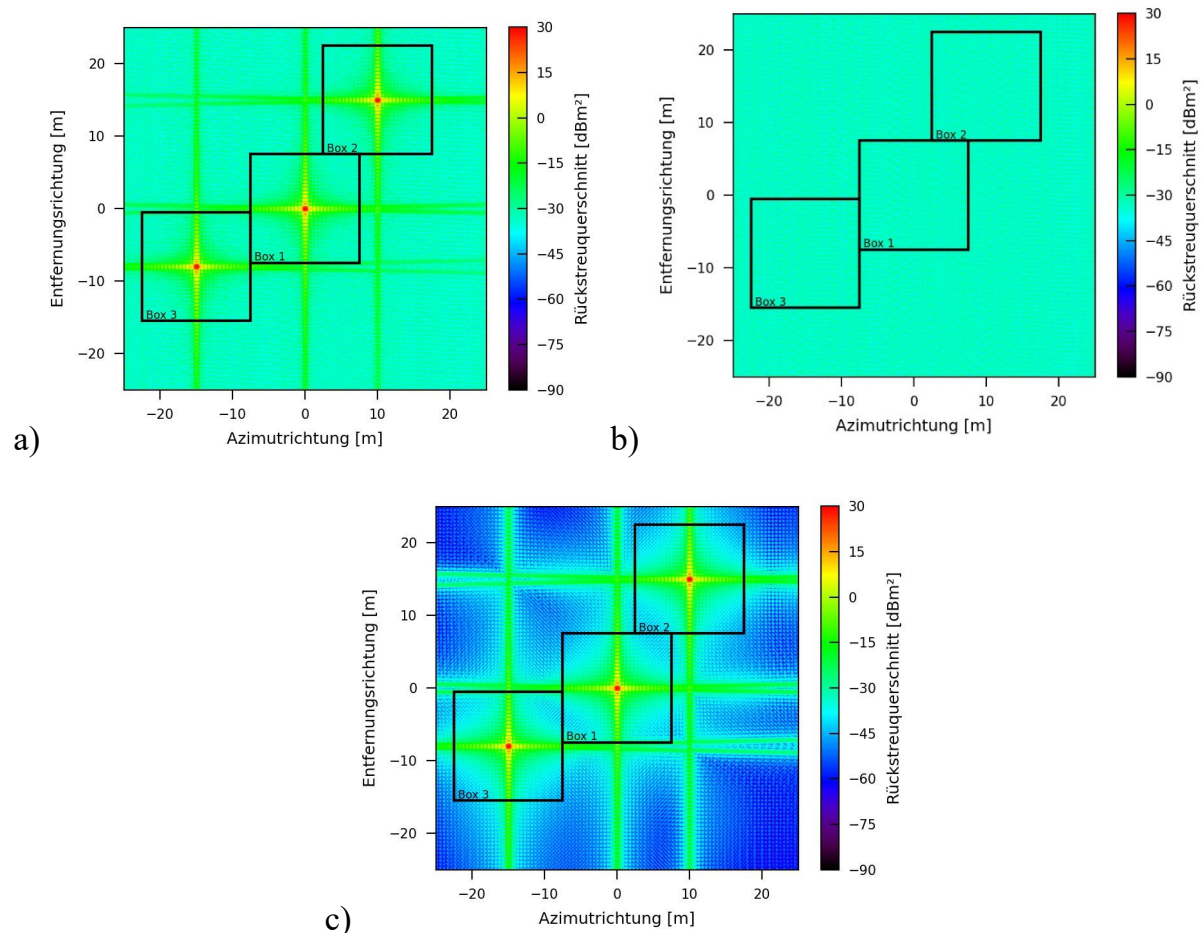 20
10
0
−10
−20
Entfernungsrichtung [m]
−20 −10 0 10 20
Azimutrichtung [m]
Box 2
Box 1
Box 3
30
15
0
−15
−30
−45
−60
−75
−90
Rückstreuquerschnitt [dBm²]
a)
20
10
0
−10
−20
Entfernungsrichtung [m]
−20 −10 0 10 20
Azimutrichtung [m]
Box 2
Box 1
Box 3
30
15
0
−15
−30
−45
−60
−75
−90
Rückstreuquerschnitt [dBm²]
b)
20
10
0
−10
−20
Entfernungsrichtung [m]
−20 −10 0 10 20
Azimutrichtung [m]
Box 2
Box 1
Box 3
30
15
0
−15
−30
−45
−60
−75
−90
Rückstreuquerschnitt [dBm²]
c)